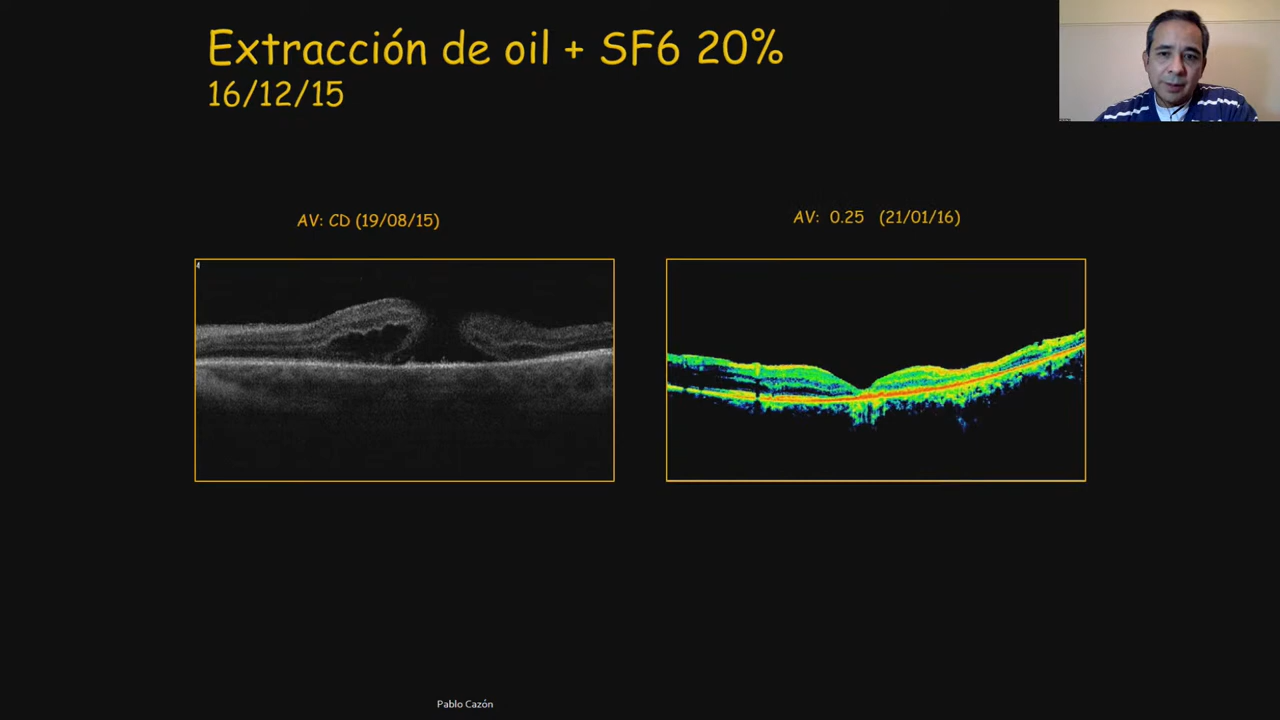 Extracción de oil + SF6 20%
16/12/15
AV: CD (19/08/15)
AV: 0.25 (21/01/16)
4
Pablo Cazón